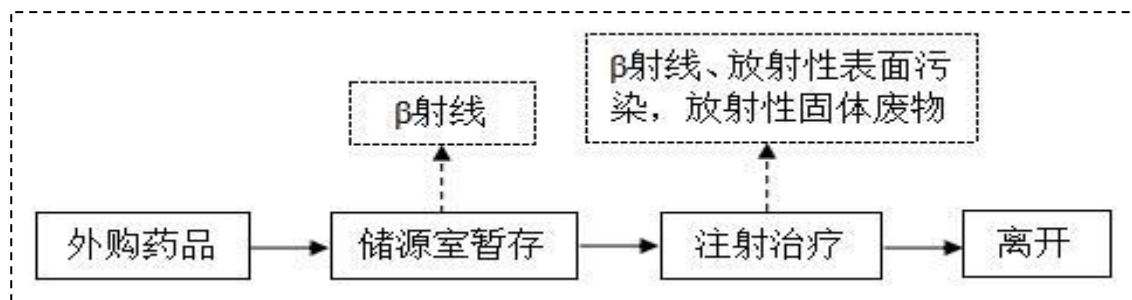 β射线
β射线、放射性表面污
染，放射性固体废物
外购药品
储源室暂存
注射治疗
离开